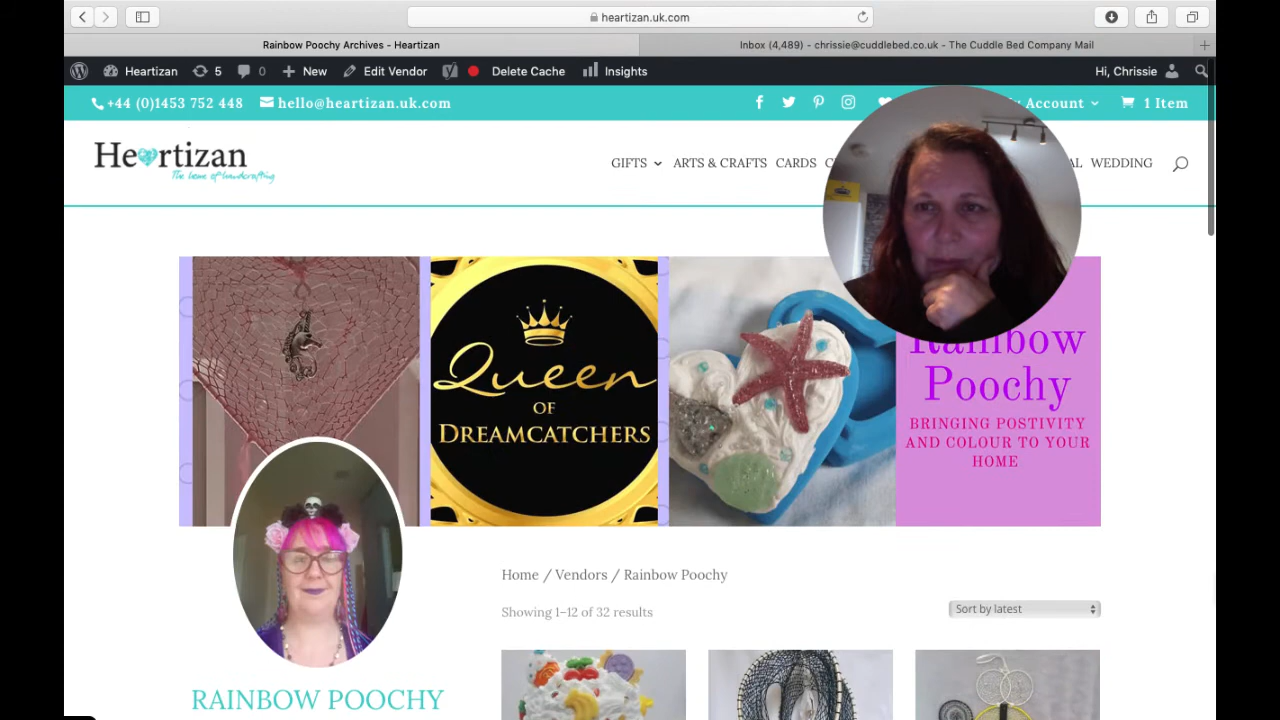 heartizan.uk.com
Rainbow Poochy Archives - Heartizan
Inbox (4,489) - chrissie@cuddlebed.co.uk - The Cuddle Bed Company Mail
Heartizan 5 0 New Edit Vendor Delete Cache Insights Hi, Chrissie
+44 (0)1453 752 448 hello@heartizan.uk.com
Account 1 Item
Heartizan
The home of handcrafting
GIFTS ARTS & CRAFTS CARDS WEDDING
Queen
OF
DREAMCATCHERS
Rainbow
Poochy
BRINGING POSTIVITY
AND COLOUR TO YOUR
HOME
Home / Vendors / Rainbow Poochy
Showing 1–12 of 32 results
Sort by latest
RAINBOW POOCHY